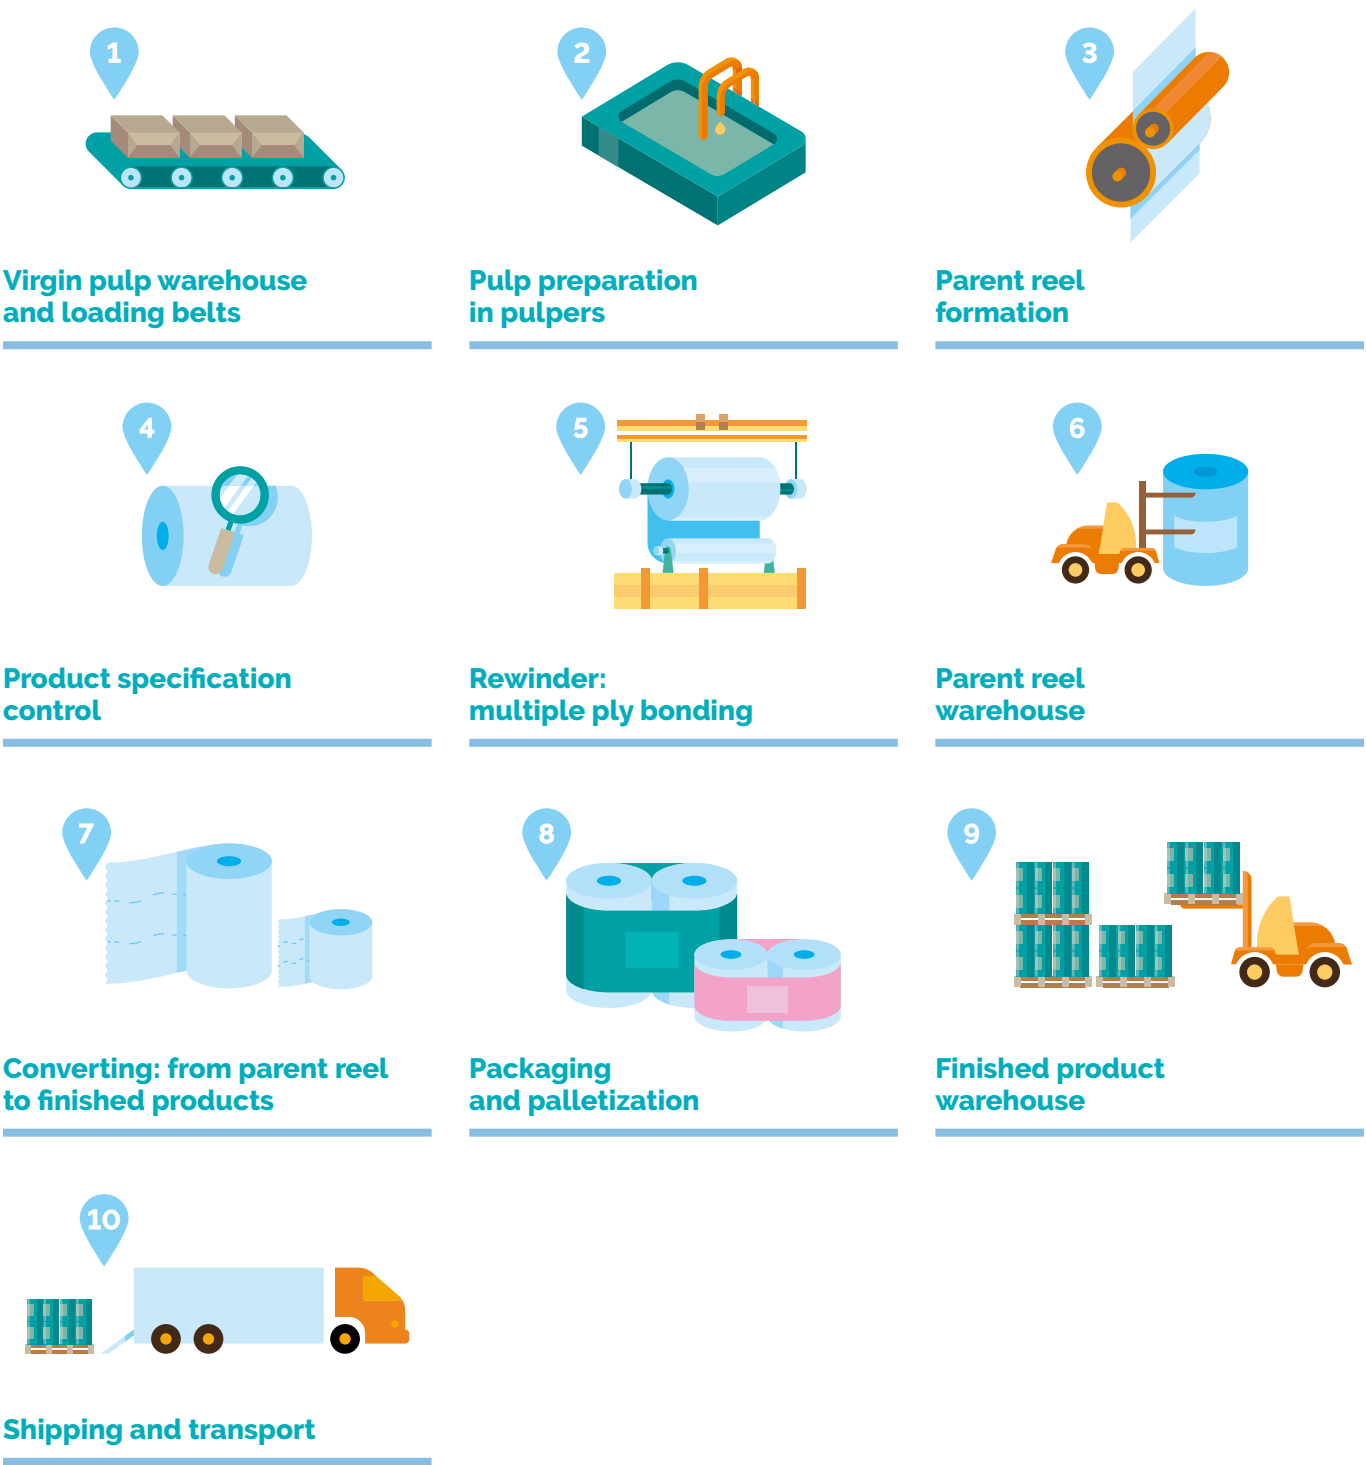 1
2
3
Virgin pulp warehouse
and loading belts
Pulp preparation
in pulpers
Parent reel
formation
4
5
6
Product specification
control
Rewinder:
multiple ply bonding
Parent reel
warehouse
7
8
9
Converting: from parent reel
to finished products
Packaging
and palletization
Finished product
warehouse
10
Shipping and transport